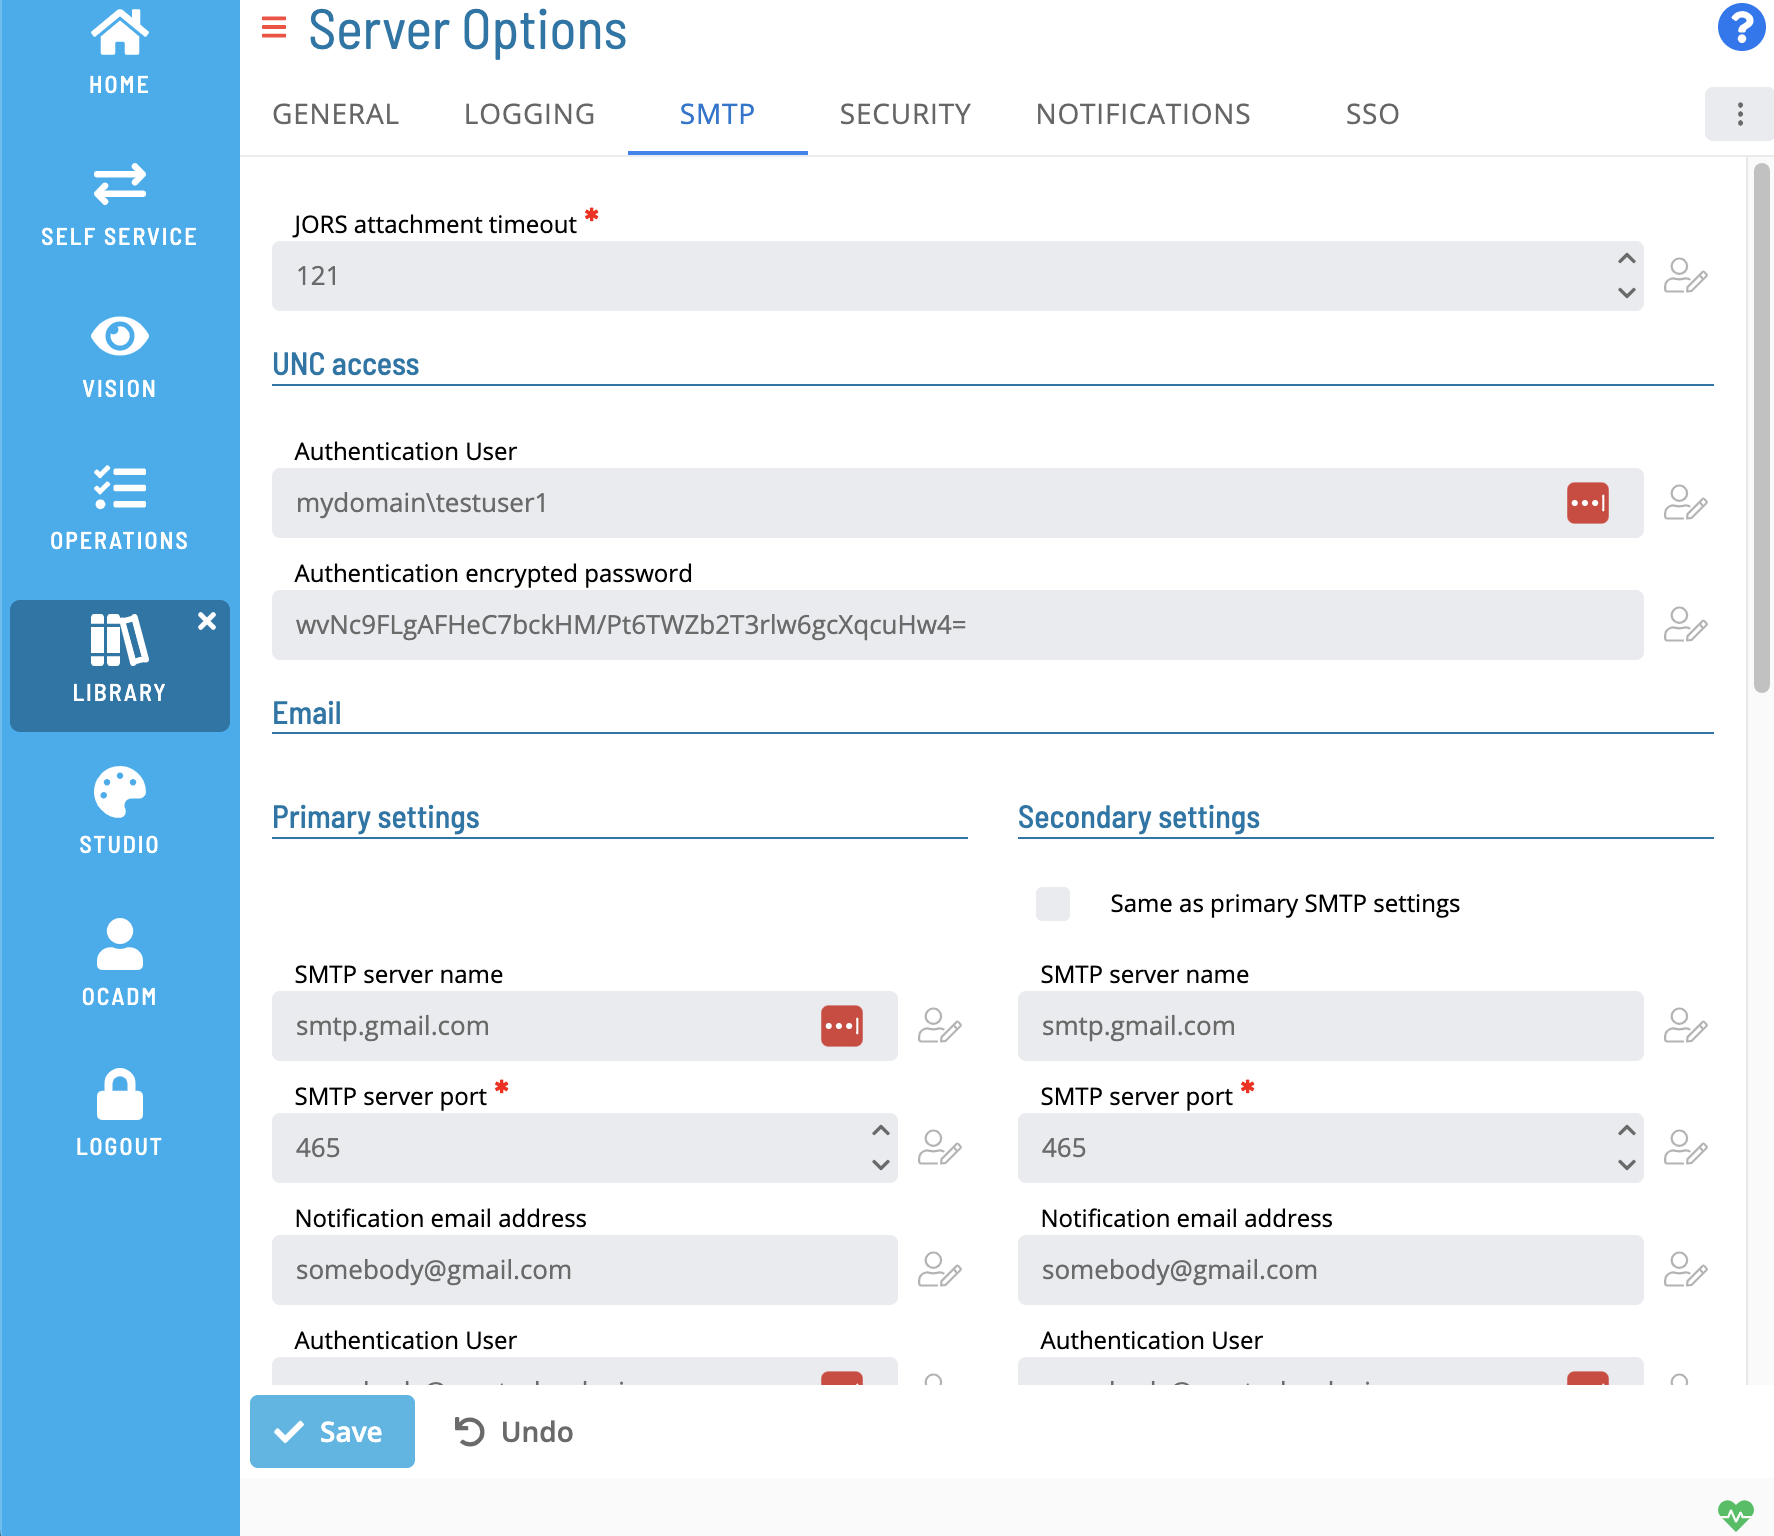 HOME
SELF SERVICE
VISION
OPERATIONS
LIBRARY
STUDIO
OCADM
LOGOUT
Server Options
GENERAL LOGGING SMTP SECURITY NOTIFICATIONS SSO
JORS attachment timeout *
121
UNC access
Authentication User
mydomain\testuser1
Authentication encrypted password
wvNc9FLgAFHeC7bckHM/Pt6TWZb2T3rlw6gcXqcuHw4=
Email
Primary settings
Secondary settings
Same as primary SMTP settings
SMTP server name
smtp.gmail.com
SMTP server port *
465
Notification email address
somebody@gmail.com
Authentication User
SMTP server name
smtp.gmail.com
SMTP server port *
465
Notification email address
somebody@gmail.com
Authentication User
Save Undo